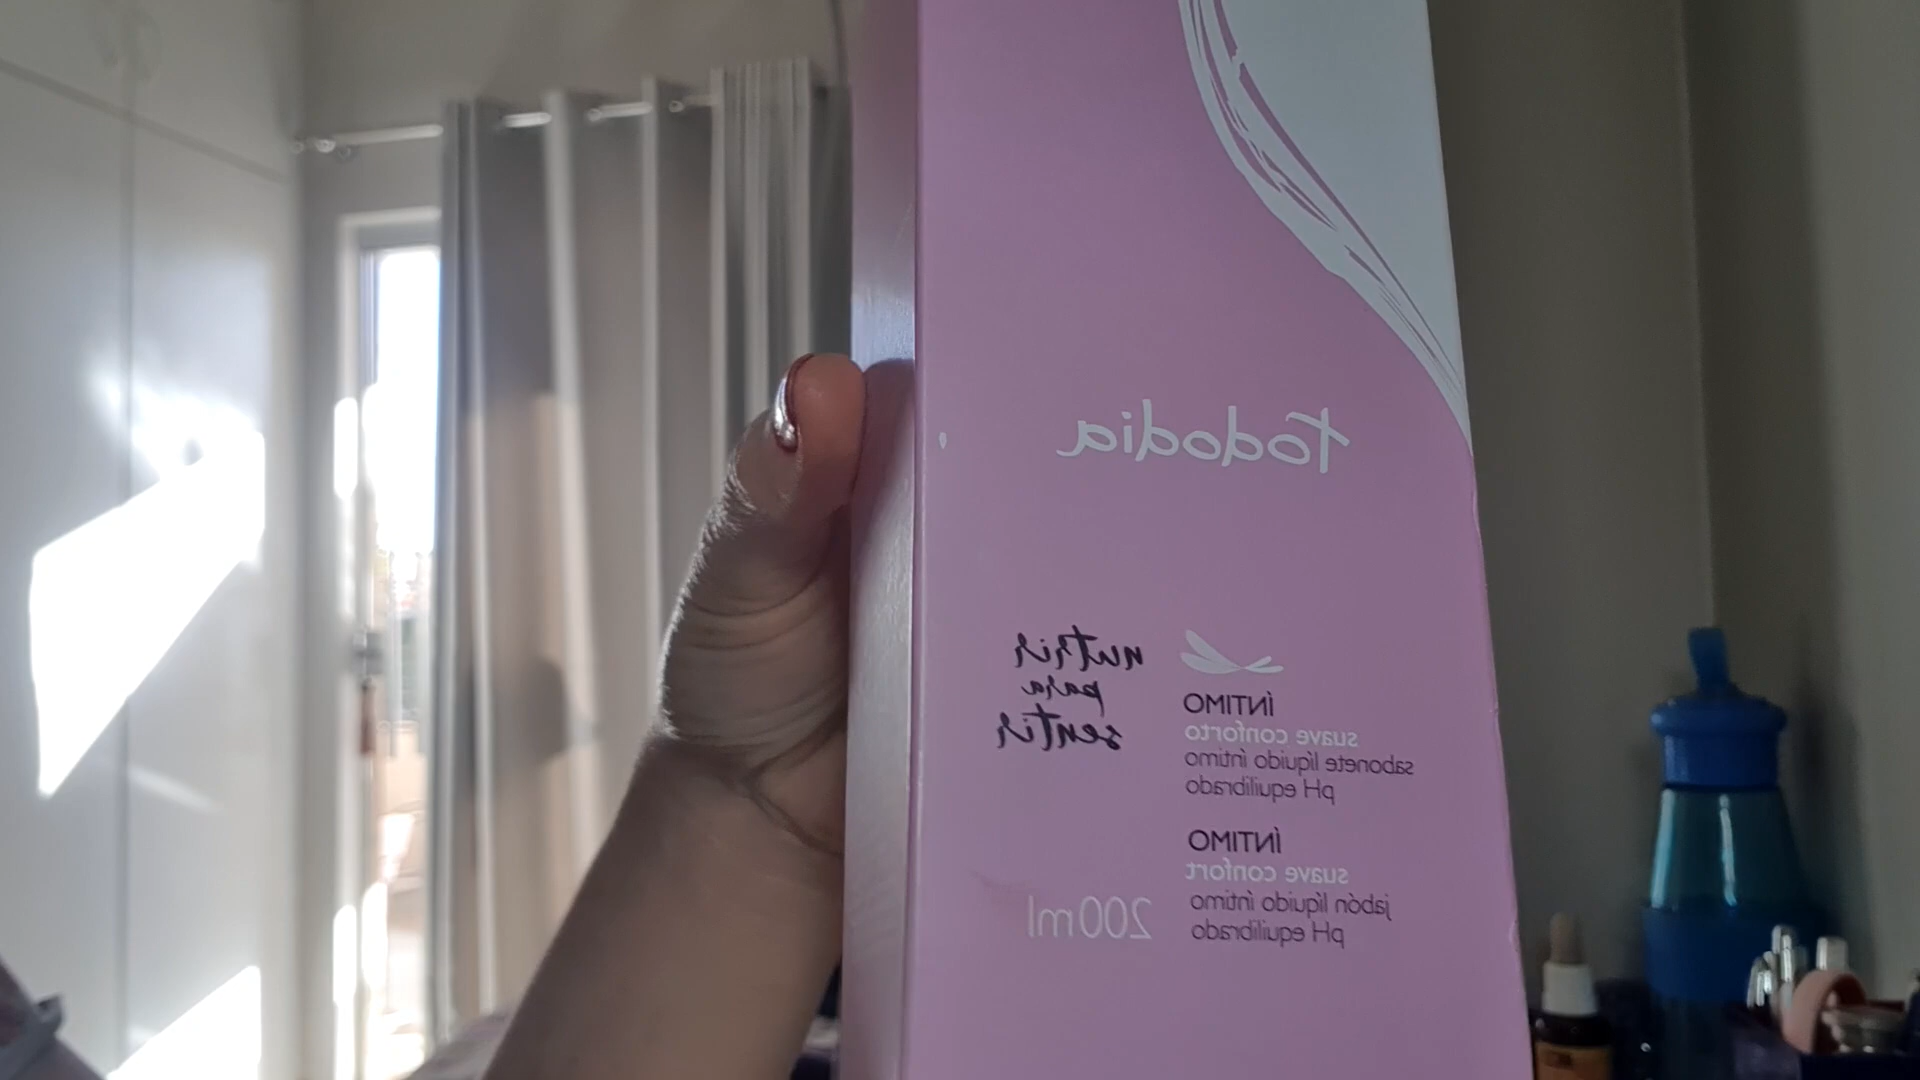 Tododia
nutrir
para
sentir
ÍNTIMO
suave conforto
sabonete líquido íntimo
pH equilibrado
ÍNTIMO
suave confort
jabón líquido íntimo
pH equilibrado
200ml